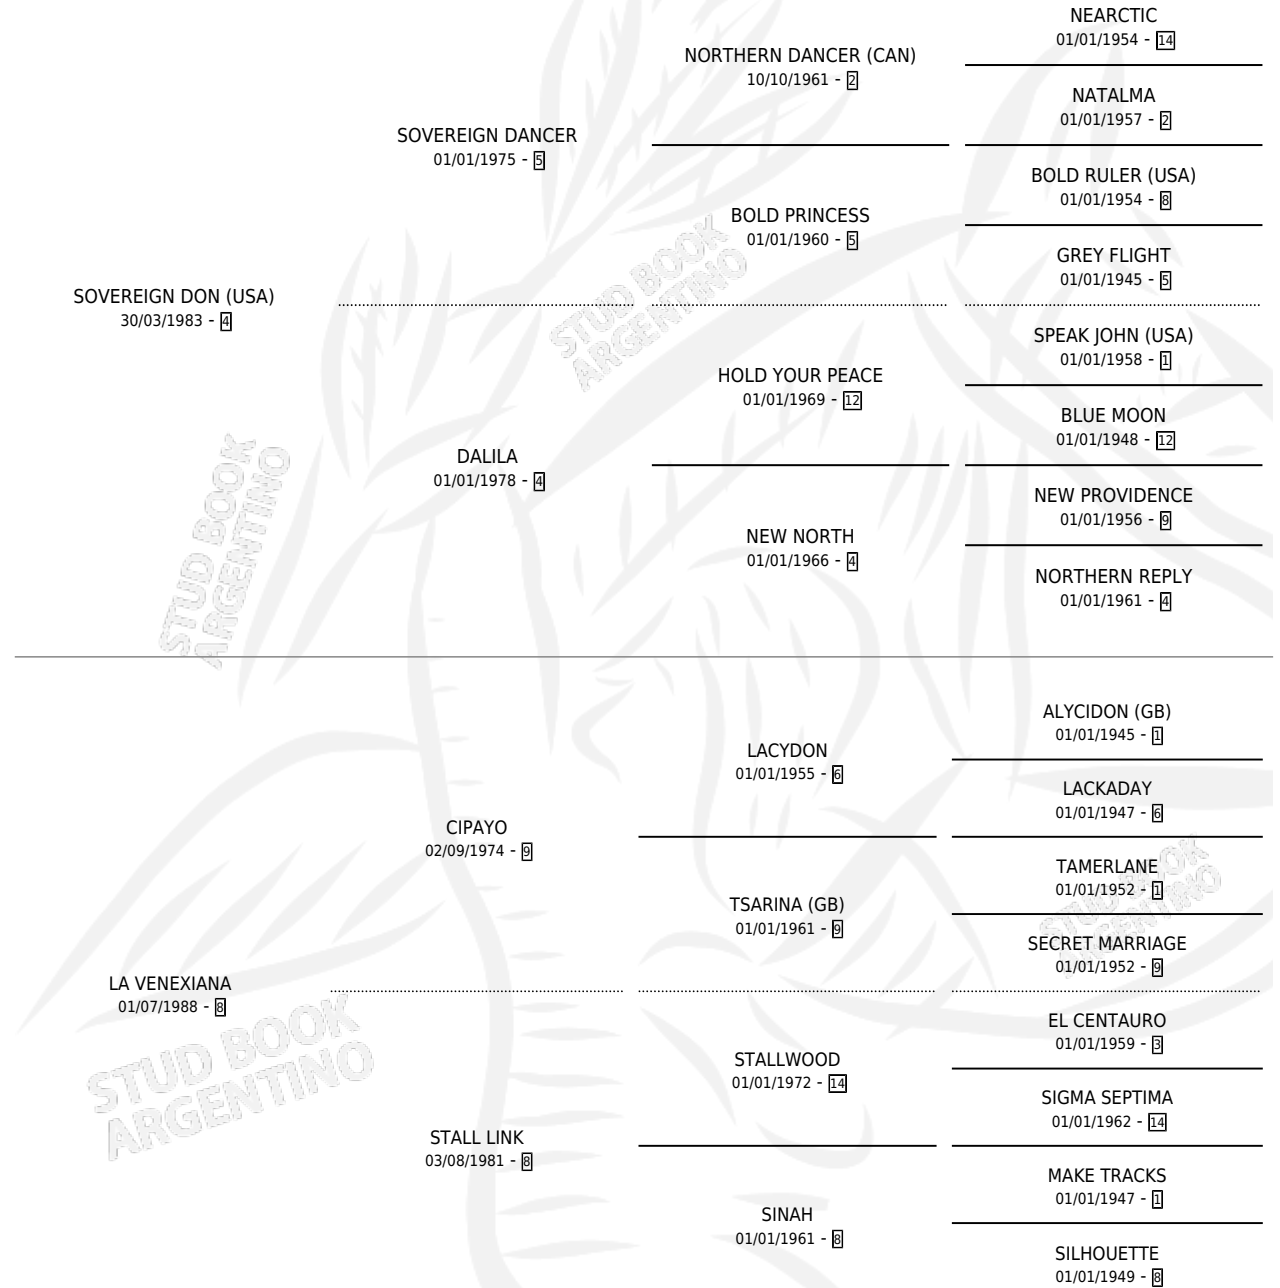 NEARCTIC
01/01/1954 - 14
NORTHERN DANCER (CAN)
10/10/1961 - 2
NATALMA
01/01/1957 - 2
SOVEREIGN DANCER
01/01/1975 - 5
BOLD RULER (USA)
01/01/1954 - 8
BOLD PRINCESS
01/01/1960 - 5
GREY FLIGHT
01/01/1945 - 5
STUD BOOK
ARGENTINO
SOVEREIGN DON (USA)
30/03/1983 - 4
SPEAK JOHN (USA)
01/01/1958 - 1
HOLD YOUR PEACE
01/01/1969 - 12
BLUE MOON
01/01/1948 - 12
DALILA
01/01/1978 - 4
NEW PROVIDENCE
01/01/1956 - 9
NEW NORTH
01/01/1966 - 4
NORTHERN REPLY
01/01/1961 - 4
STUD BOOK
ARGENTINO
ALYCIDON (GB)
01/01/1945 - 1
LACYDON
01/01/1955 - 6
LACKADAY
01/01/1947 - 6
CIPAYO
02/09/1974 - 9
TAMERLANE
01/01/1952 - 1
TSARINA (GB)
01/01/1961 - 9
SECRET MARRIAGE
01/01/1952 - 9
STUD BOOK
ARGENTINO
LA VENEXIANA
01/07/1988 - 8
EL CENTAURO
01/01/1959 - 3
STALLWOOD
01/01/1972 - 14
SIGMA SEPTIMA
01/01/1962 - 14
STALL LINK
03/08/1981 - 8
MAKE TRACKS
01/01/1947 - 1
SINAH
01/01/1961 - 8
SILHOUETTE
01/01/1949 - 8
STUD BOOK
ARGENTINO